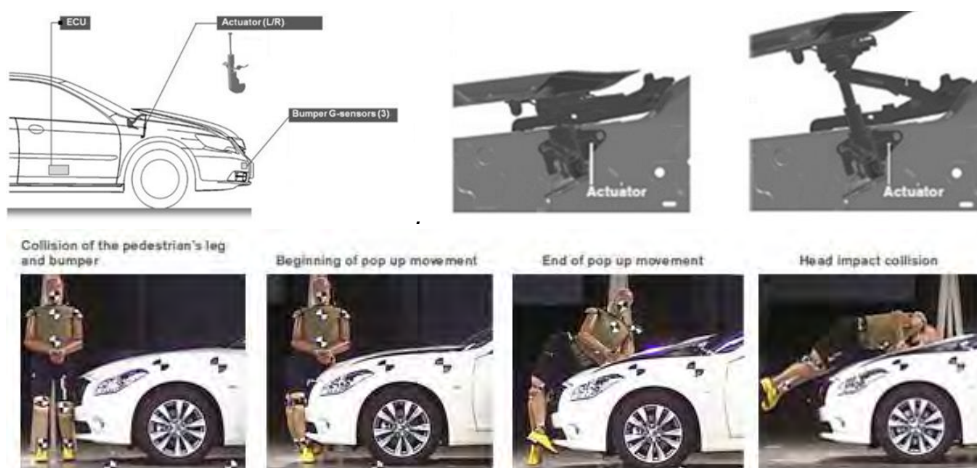 ECU
Actuator (L/R)
Bumper G-sensors (3)
Actuator
Actuator
Collision of the pedestrian's leg
and bumper
Beginning of pop up movement
End of pop up movement
Head impact collision